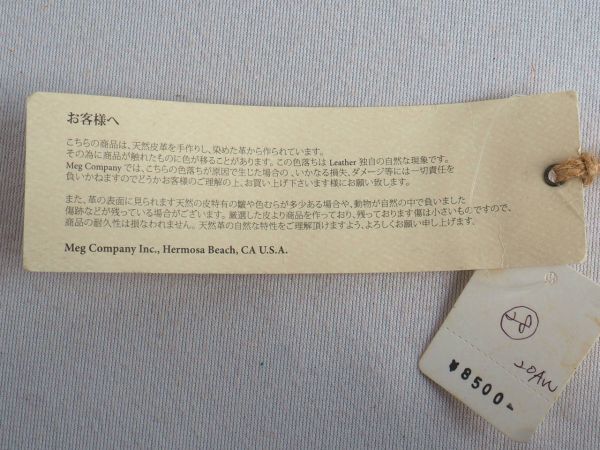 お客様へ
こちらの商品は、天然皮革を手作りし、染めた革から作られています。
その為に商品が触れたものに色が移ることがあります。この色落ちは Leather 独自の自然な現象です。
Meg Company では、こちらの色落ちが原因で生じた場合の、いかなる損失、ダメージ等には一切責任を
負いかねますのでどうかお客様のご理解の上、お買い上げ下さいます様にお願い致します。
また、革の表面に見られます天然の皮特有の皺や色むらが多少ある場合や、動物が自然の中で負いました
傷跡などが残っている場合がございます。厳選した皮より商品を作っており、残っております傷は小さいものですので、
商品の耐久性は損なわれません。天然革の自然な特性をご理解頂けますよう、よろしくお願い申し上げます。
Meg Company Inc., Hermosa Beach, CA U.S.A.
¥8500